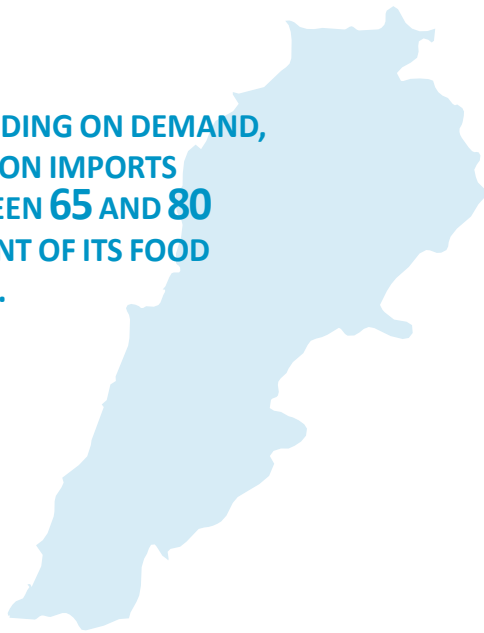 DING ON DEMAND,
ON IMPORTS
EEN 65 AND 80
NT OF ITS FOOD
.